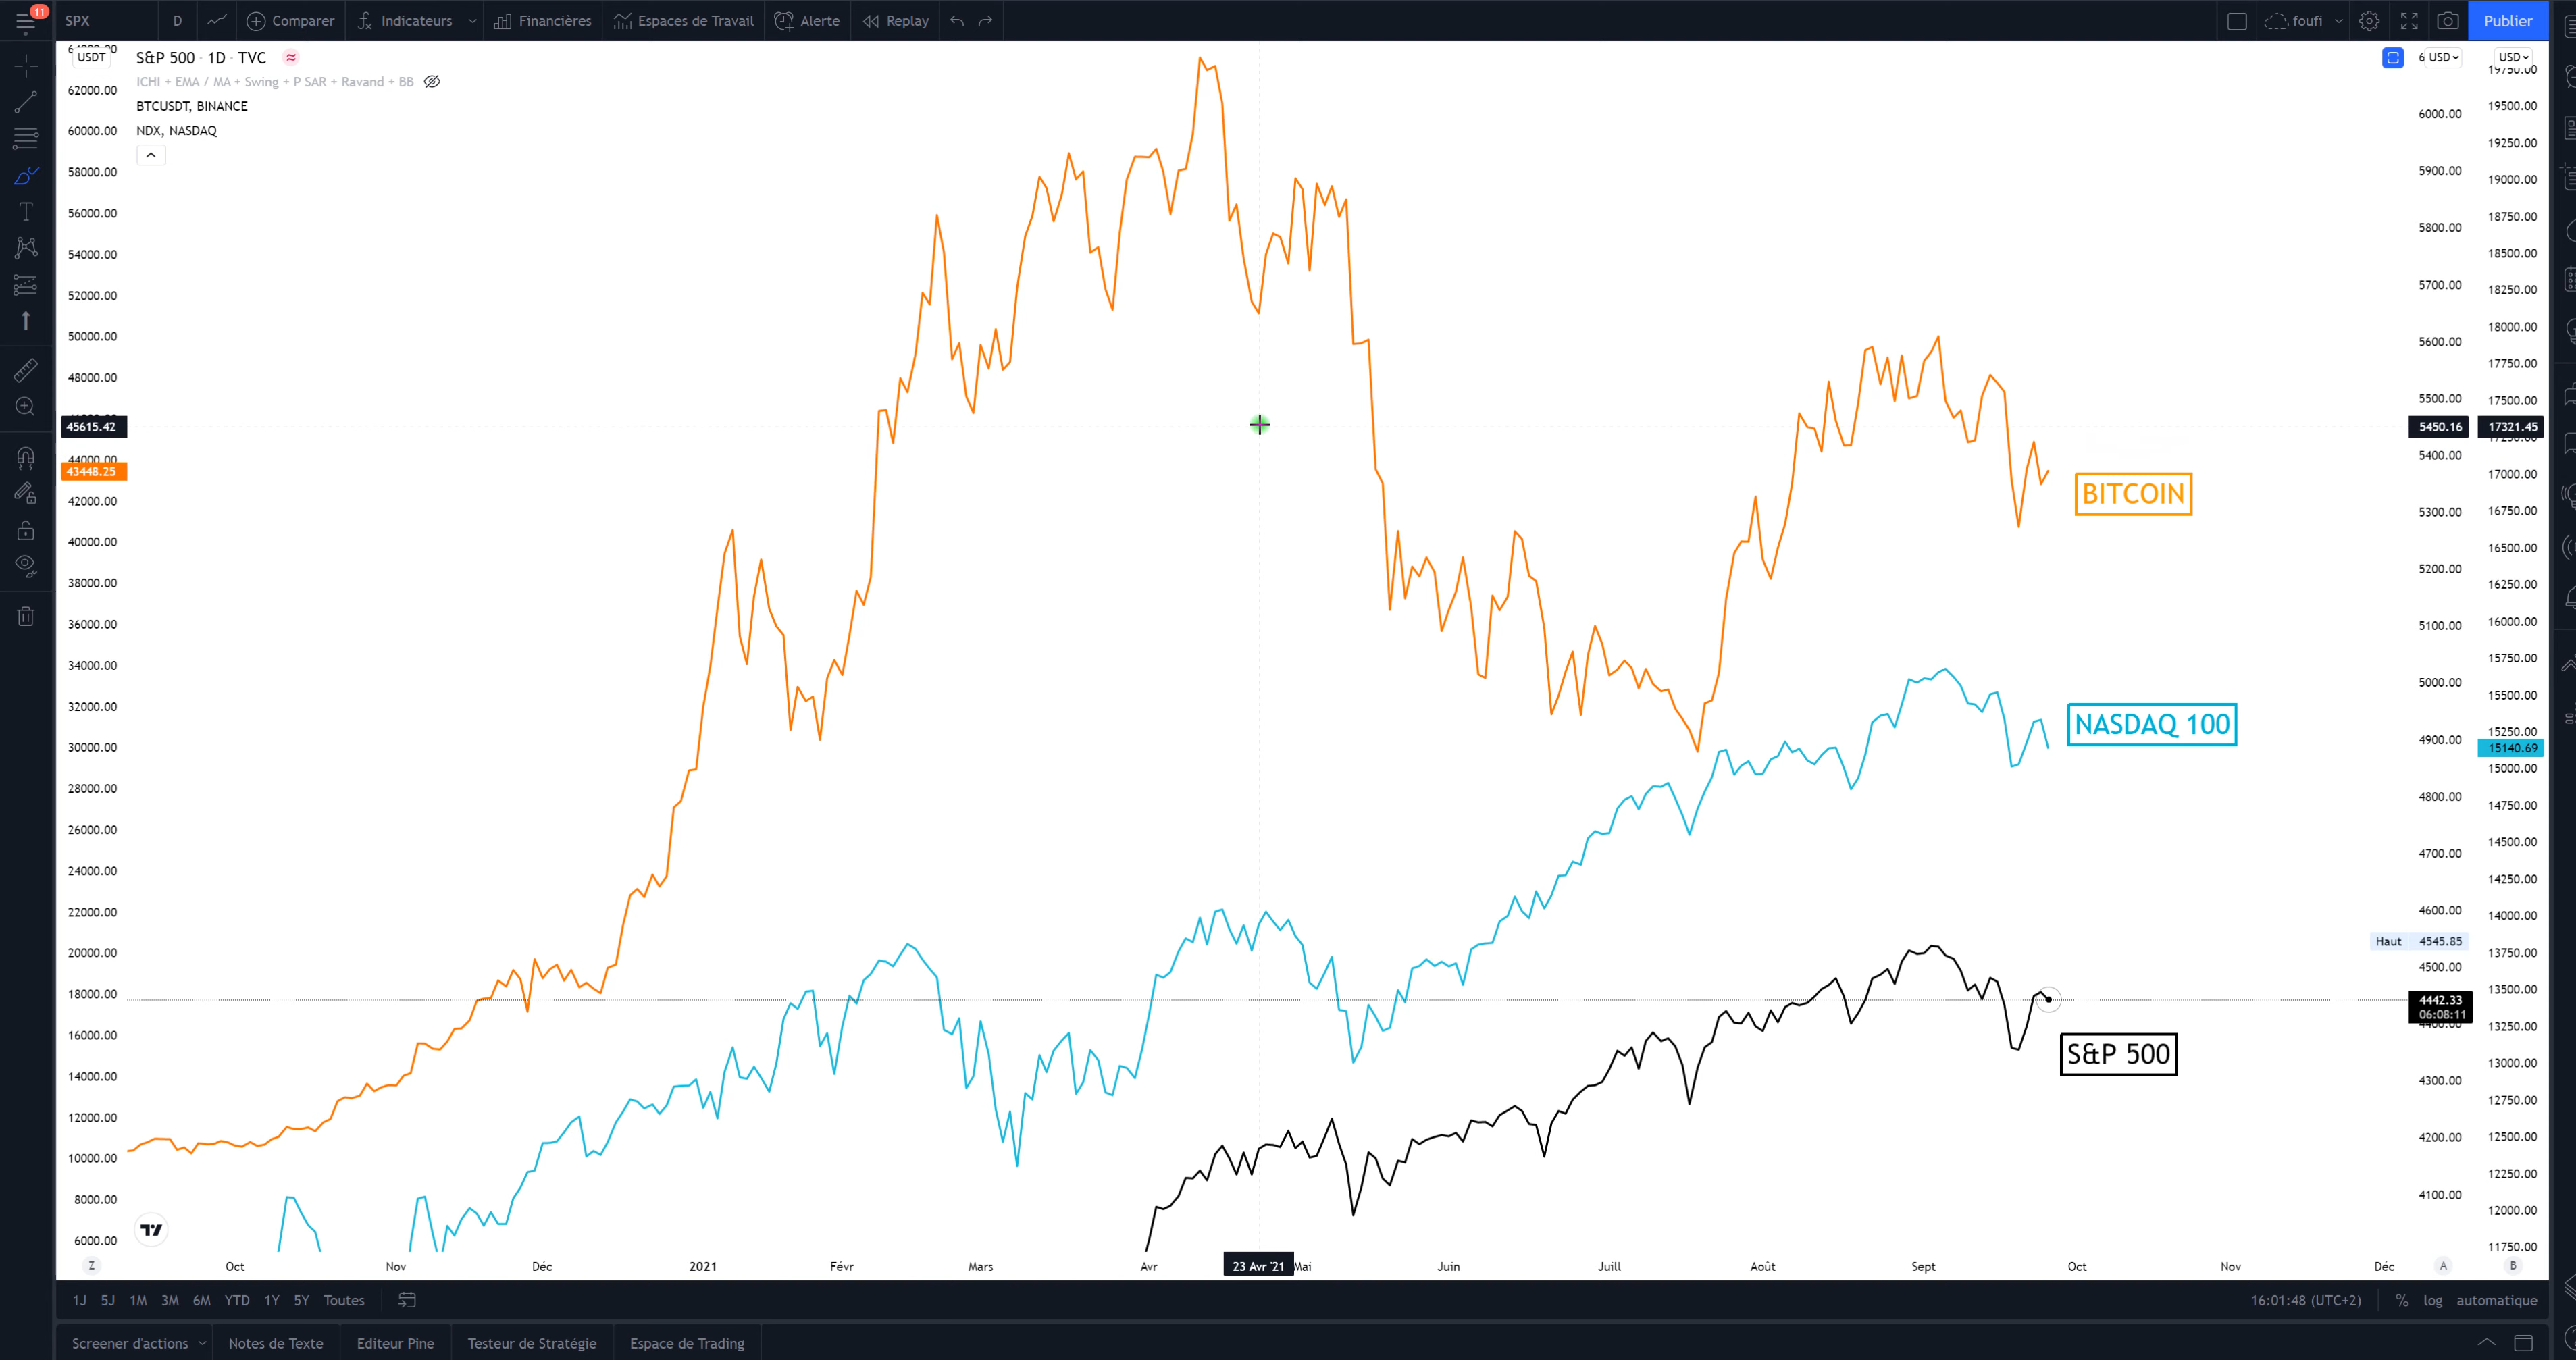 11
SPX
D
Comparer
Indicateurs
Financières
Espaces de Travail
Alerte
Replay
foufi
Publier
USDT
S&P 500 · 1D · TVC
ICHI + EMA / MA + Swing + P SAR + Ravand + BB
BTCUSDT, BINANCE
NDX, NASDAQ
62000.00
60000.00
58000.00
56000.00
54000.00
52000.00
50000.00
48000.00
45615.42
44000.00
43448.25
42000.00
40000.00
38000.00
36000.00
34000.00
32000.00
30000.00
28000.00
26000.00
24000.00
22000.00
20000.00
18000.00
16000.00
14000.00
12000.00
10000.00
8000.00
6000.00
BITCOIN
NASDAQ 100
S&P 500
6 USD
6000.00
5900.00
5800.00
5700.00
5600.00
5500.00
5450.16
5400.00
5300.00
5200.00
5100.00
5000.00
4900.00
4800.00
4700.00
4600.00
Haut 4545.85
4500.00
4442.33
06:08:11
4400.00
4300.00
4200.00
4100.00
USD
19750.00
19500.00
19250.00
19000.00
18750.00
18500.00
18250.00
18000.00
17750.00
17500.00
17321.45
17250.00
17000.00
16750.00
16500.00
16250.00
16000.00
15750.00
15500.00
15250.00
15140.69
15000.00
14750.00
14500.00
14250.00
14000.00
13750.00
13500.00
13250.00
13000.00
12750.00
12500.00
12250.00
12000.00
11750.00
Z
Oct
Nov
Déc
2021
Févr
Mars
Avr
23 Avr '21
Mai
Juin
Juill
Août
Sept
Oct
Nov
Déc
A
B
1J 5J 1M 3M 6M YTD 1Y 5Y Toutes
16:01:48 (UTC+2)
% log automatique
Screener d'actions
Notes de Texte
Editeur Pine
Testeur de Stratégie
Espace de Trading